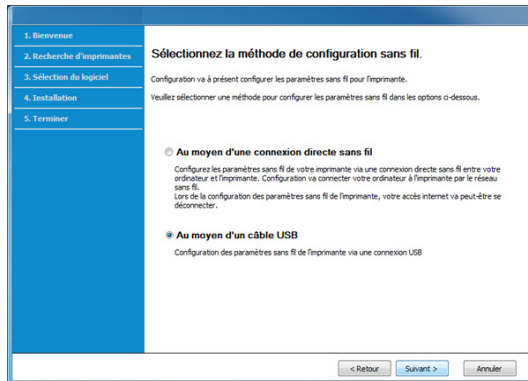 1. Bienvenue
2. Recherche d'imprimantes
3. Sélection du logiciel
4. Installation
5. Terminer
Sélectionnez la méthode de configuration sans fil.
Configuration va à présent configurer les paramètres sans fil pour l'imprimante.
Veuillez sélectionner une méthode pour configurer les paramètres sans fil dans les options ci-dessous.
Au moyen d'une connexion directe sans fil
Configurez les paramètres sans fil de votre imprimante via une connexion directe sans fil entre votre
ordinateur et l'imprimante. Configuration va connecter votre ordinateur à l'imprimante par le réseau
sans fil.
Lors de la configuration des paramètres sans fil de l'imprimante, votre accès internet va peut-être se
déconnecter.
Au moyen d'un câble USB
Configuration des paramètres sans fil de l'imprimante via une connexion USB
< Retour
Suivant >
Annuler